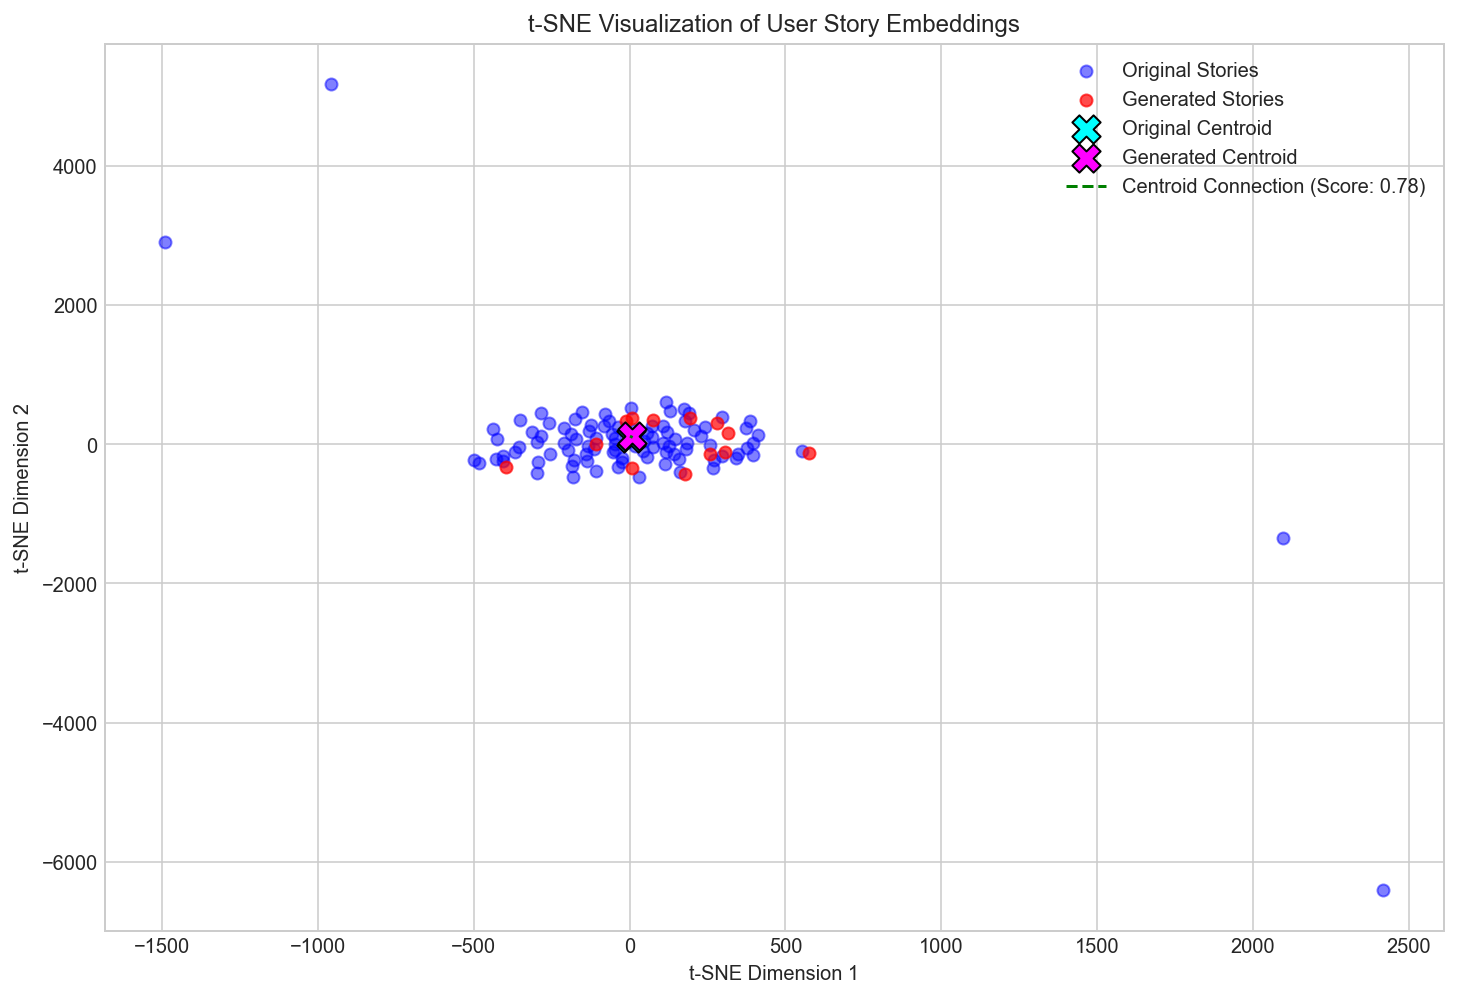 t-SNE Visualization of User Story Embeddings
Original Stories
Generated Stories
Original Centroid
Generated Centroid
Centroid Connection (Score: 0.78)
4000
2000
0
−2000
−4000
−6000
t-SNE Dimension 2
−1500
−1000
−500
0
500
1000
1500
2000
2500
t-SNE Dimension 1